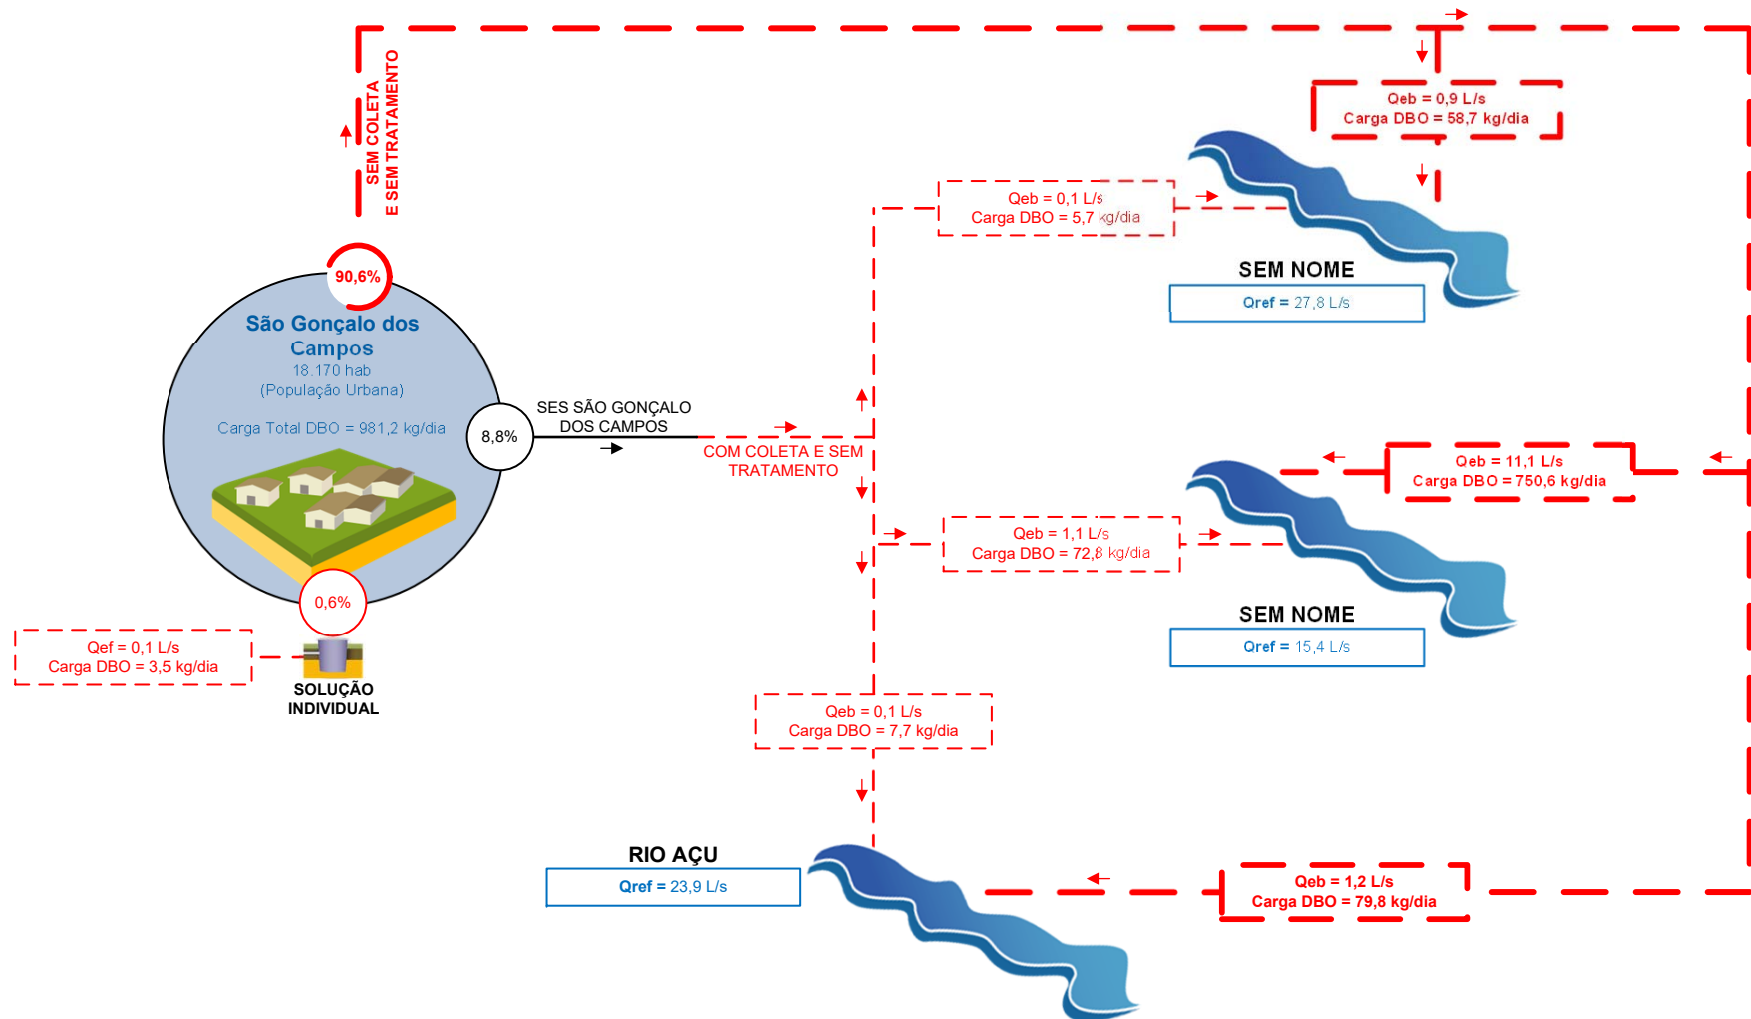 SEM COLETA
E SEM TRATAMENTO
Qeb = 0,9 L/s
Carga DBO = 58,7 kg/dia
Qeb = 0,1 L/s
Carga DBO = 5,7 kg/dia
SEM NOME
Qref = 27,8 L/s
90,6%
São Gonçalo dos
Campos
18.170 hab
(População Urbana)
Carga Total DBO = 981,2 kg/dia
8,8%
SES SÃO GONÇALO
DOS CAMPOS
COM COLETA E SEM
TRATAMENTO
Qeb = 11,1 L/s
Carga DBO = 750,6 kg/dia
Qeb = 1,1 L/s
Carga DBO = 72,8 kg/dia
SEM NOME
Qref = 15,4 L/s
0,6%
Qef = 0,1 L/s
Carga DBO = 3,5 kg/dia
SOLUÇÃO
INDIVIDUAL
Qeb = 0,1 L/s
Carga DBO = 7,7 kg/dia
RIO AÇU
Qref = 23,9 L/s
Qeb = 1,2 L/s
Carga DBO = 79,8 kg/dia